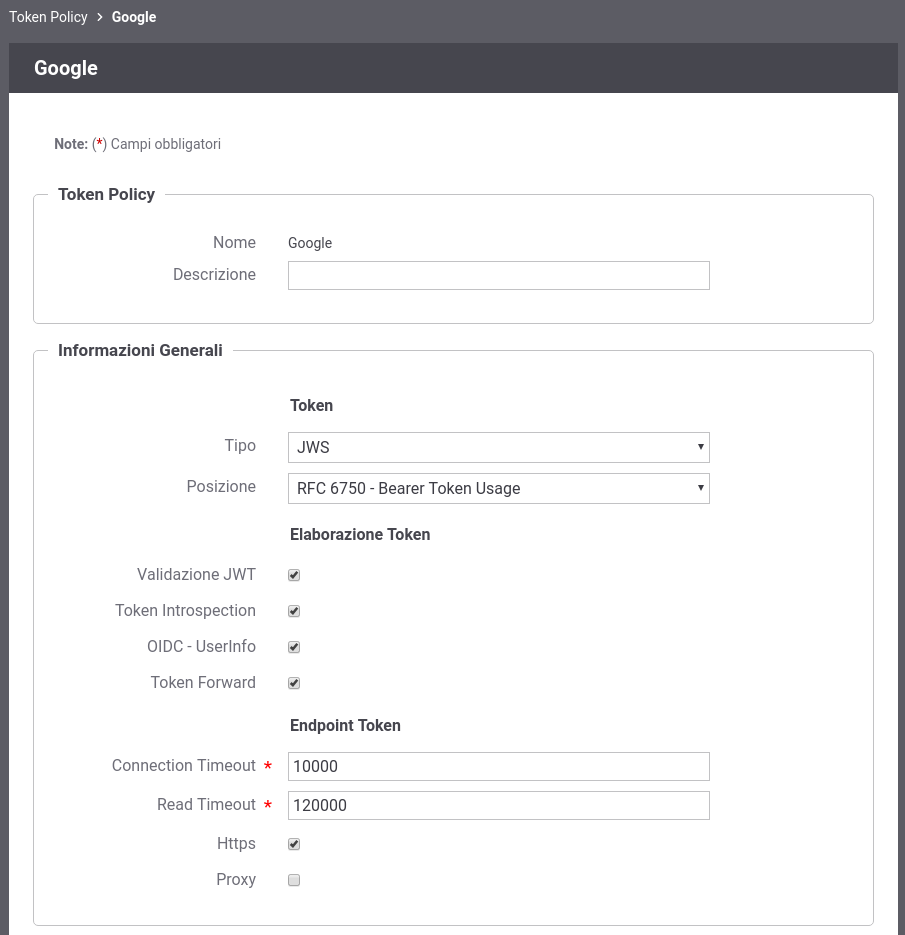 Token Policy > Google
Google
Note: (*) Campi obbligatori
Token Policy
Nome Google
Descrizione
Informazioni Generali
Token
Tipo JWS
Posizione RFC 6750 - Bearer Token Usage
Elaborazione Token
Validazione JWT
Token Introspection
OIDC - UserInfo
Token Forward
Endpoint Token
Connection Timeout * 10000
Read Timeout * 120000
Https
Proxy